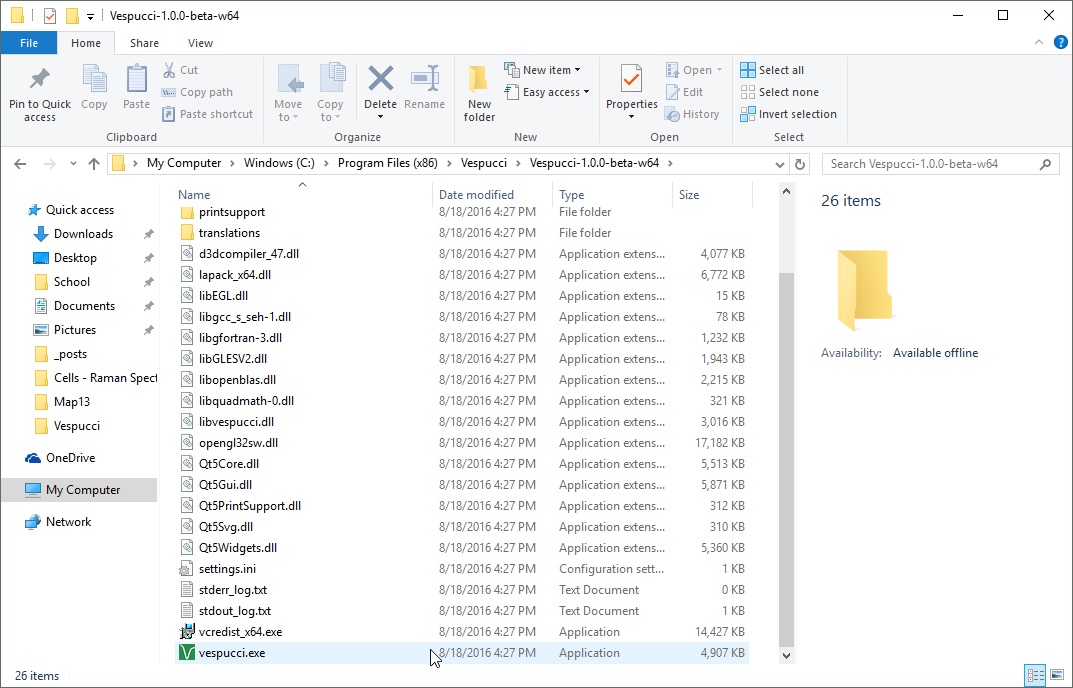 Vespucci-1.0.0-beta-w64
File Home Share View
Pin to Quick access
Copy
Paste
Cut
Copy path
Paste shortcut
Clipboard
Move to
Copy to
Delete
Rename
Organize
New folder
New item
Easy access
New
Properties
Open
Edit
History
Open
Select all
Select none
Invert selection
Select
My Computer > Windows (C:) > Program Files (x86) > Vespucci > Vespucci-1.0.0-beta-w64 >
Search Vespucci-1.0.0-beta-w64
Quick access
Downloads
Desktop
School
Documents
Pictures
_posts
Cells - Raman Spect
Map13
Vespucci
OneDrive
My Computer
Network
Name Date modified Type Size
printsupport 8/18/2016 4:27 PM File folder
translations 8/18/2016 4:27 PM File folder
d3dcompiler_47.dll 8/18/2016 4:27 PM Application extens... 4,077 KB
lapack_x64.dll 8/18/2016 4:27 PM Application extens... 6,772 KB
libEGL.dll 8/18/2016 4:27 PM Application extens... 15 KB
libgcc_s_seh-1.dll 8/18/2016 4:27 PM Application extens... 78 KB
libgfortran-3.dll 8/18/2016 4:27 PM Application extens... 1,232 KB
libGLESV2.dll 8/18/2016 4:27 PM Application extens... 1,943 KB
libopenblas.dll 8/18/2016 4:27 PM Application extens... 2,215 KB
libquadmath-0.dll 8/18/2016 4:27 PM Application extens... 321 KB
libvespucci.dll 8/18/2016 4:27 PM Application extens... 3,016 KB
opengl32sw.dll 8/18/2016 4:27 PM Application extens... 17,182 KB
Qt5Core.dll 8/18/2016 4:27 PM Application extens... 5,513 KB
Qt5Gui.dll 8/18/2016 4:27 PM Application extens... 5,871 KB
Qt5PrintSupport.dll 8/18/2016 4:27 PM Application extens... 312 KB
Qt5Svg.dll 8/18/2016 4:27 PM Application extens... 310 KB
Qt5Widgets.dll 8/18/2016 4:27 PM Application extens... 5,360 KB
settings.ini 8/18/2016 4:27 PM Configuration sett... 1 KB
stderr_log.txt 8/18/2016 4:27 PM Text Document 0 KB
stdout_log.txt 8/18/2016 4:27 PM Text Document 1 KB
vcredist_x64.exe 8/18/2016 4:27 PM Application 14,427 KB
vespucci.exe 8/18/2016 4:27 PM Application 4,907 KB
26 items
Availability: Available offline
26 items